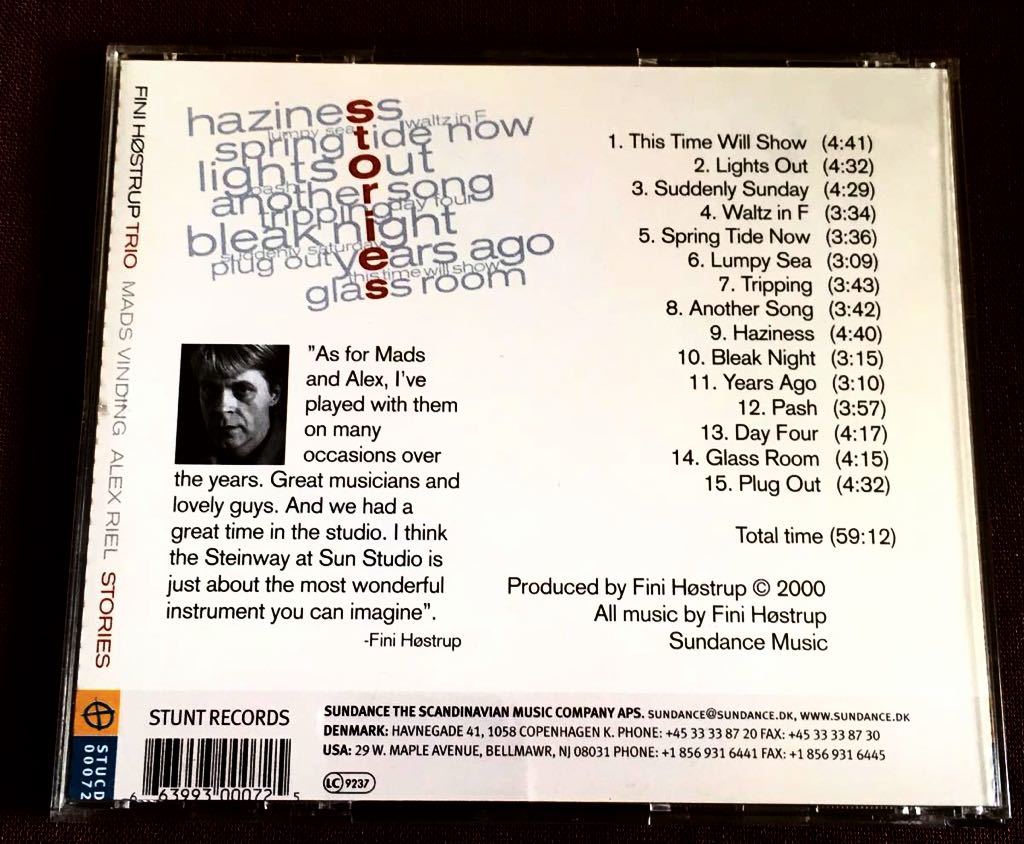 FINI HØSTRUP TRIO MADS VINDING ALEX RIEL STORIES
haziness
lumpy sea waltz in F
spring tide now
lights out
pash
another song
tripping day four
bleak night
suddenly saturday
plug out years ago
this time will show
glass room
stories
1. This Time Will Show (4:41)
2. Lights Out (4:32)
3. Suddenly Sunday (4:29)
4. Waltz in F (3:34)
5. Spring Tide Now (3:36)
6. Lumpy Sea (3:09)
7. Tripping (3:43)
8. Another Song (3:42)
9. Haziness (4:40)
10. Bleak Night (3:15)
11. Years Ago (3:10)
12. Pash (3:57)
13. Day Four (4:17)
14. Glass Room (4:15)
15. Plug Out (4:32)
Total time (59:12)
"As for Mads
and Alex, I've
played with them
on many
occasions over
the years. Great musicians and
lovely guys. And we had a
great time in the studio. I think
the Steinway at Sun Studio is
just about the most wonderful
instrument you can imagine".
-Fini Høstrup
Produced by Fini Høstrup © 2000
All music by Fini Høstrup
Sundance Music
STUCD
00072
STUNT RECORDS
6 63993 00072 5
SUNDANCE THE SCANDINAVIAN MUSIC COMPANY APS. SUNDANCE@SUNDANCE.DK, WWW.SUNDANCE.DK
DENMARK: HAVNEGADE 41, 1058 COPENHAGEN K. PHONE: +45 33 33 87 20 FAX: +45 33 33 87 30
USA: 29 W. MAPLE AVENUE, BELLMAWR, NJ 08031 PHONE: +1 856 931 6441 FAX: +1 856 931 6445
LC 9237